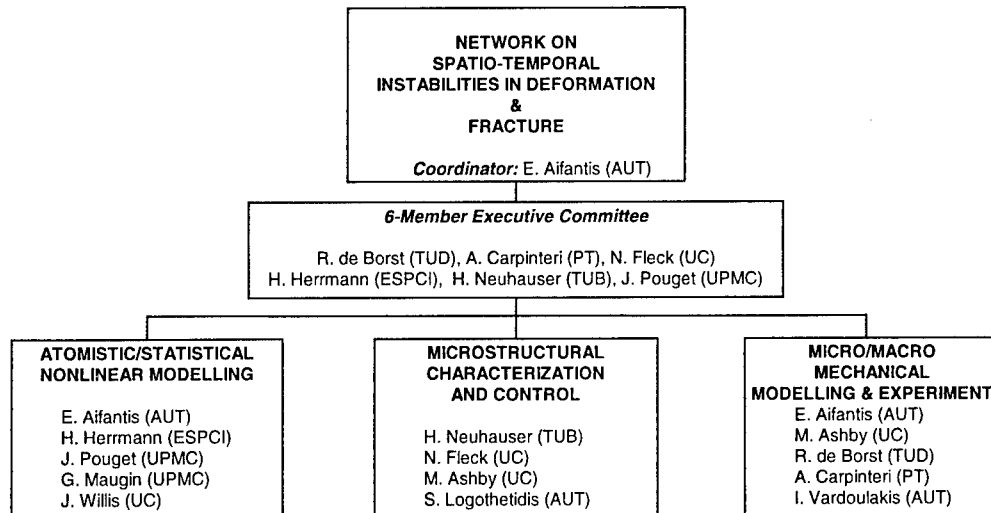 NETWORK ON
SPATIO-TEMPORAL
INSTABILITIES IN DEFORMATION
&
FRACTURE
Coordinator: E. Aifantis (AUT)
6-Member Executive Committee
R. de Borst (TUD), A. Carpinteri (PT), N. Fleck (UC)
H. Herrmann (ESPCI), H. Neuhauser (TUB), J. Pouget (UPMC)
ATOMISTIC/STATISTICAL
NONLINEAR MODELLING
E. Aifantis (AUT)
H. Herrmann (ESPCI)
J. Pouget (UPMC)
G. Maugin (UPMC)
J. Willis (UC)
MICROSTRUCTURAL
CHARACTERIZATION
AND CONTROL
H. Neuhauser (TUB)
N. Fleck (UC)
M. Ashby (UC)
S. Logothetidis (AUT)
MICRO/MACRO
MECHANICAL
MODELLING & EXPERIMENT
E. Aifantis (AUT)
M. Ashby (UC)
R. de Borst (TUD)
A. Carpinteri (PT)
I. Vardoulakis (AUT)